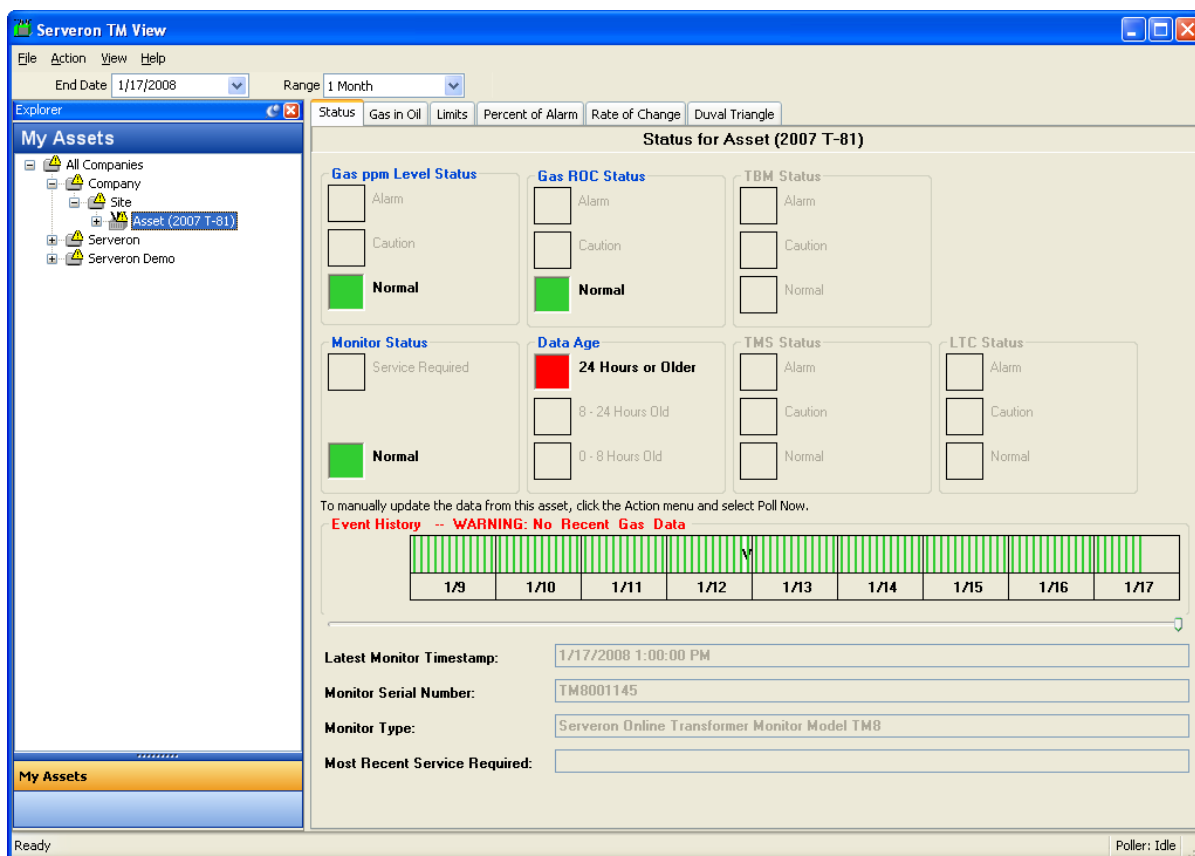 Serveron TM View
File Action View Help
End Date 1/17/2008 Range 1 Month
Explorer
My Assets
All Companies
Company
Site
Asset (2007 T-81)
Serveron
Serveron Demo
My Assets
Status Gas in Oil Limits Percent of Alarm Rate of Change Duval Triangle
Status for Asset (2007 T-81)
Gas ppm Level Status
Alarm
Caution
Normal
Gas ROC Status
Alarm
Caution
Normal
TBM Status
Alarm
Caution
Normal
Monitor Status
Service Required
Normal
Data Age
24 Hours or Older
8 - 24 Hours Old
0 - 8 Hours Old
TMS Status
Alarm
Caution
Normal
LTC Status
Alarm
Caution
Normal
To manually update the data from this asset, click the Action menu and select Poll Now.
Event History -- WARNING: No Recent Gas Data
V
1/9 1/10 1/11 1/12 1/13 1/14 1/15 1/16 1/17
Latest Monitor Timestamp: 1/17/2008 1:00:00 PM
Monitor Serial Number: TM8001145
Monitor Type: Serveron Online Transformer Monitor Model TM8
Most Recent Service Required:
Ready
Poller: Idle